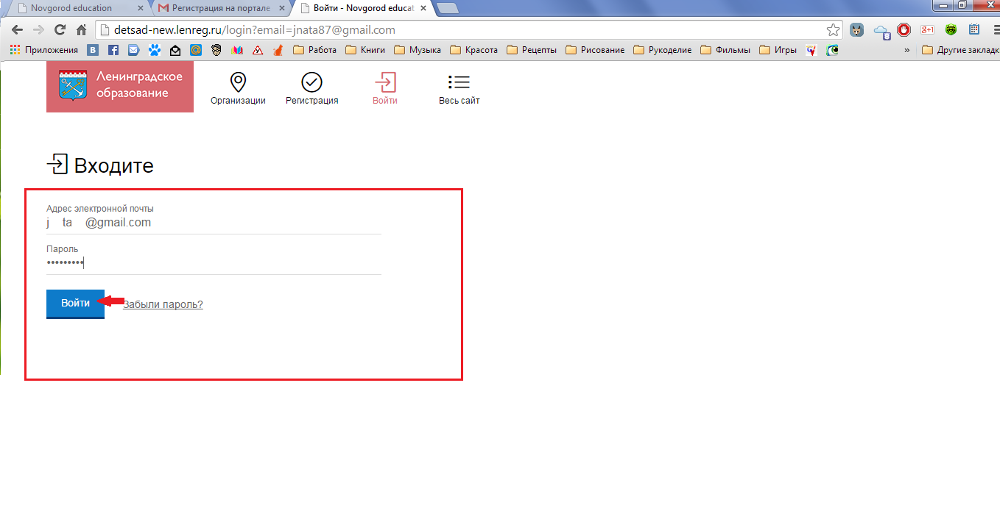 Novgorod education
Регистрация на портале
Войти - Novgorod educat
detsad-new.lenreg.ru/login?email=jnata87@gmail.com
Приложения Работа Книги Музыка Красота Рецепты Рисование Рукоделие Фильмы Игры » Другие закладк
Ленинградское
образование
Организации
Регистрация
Войти
Весь сайт
Входите
Адрес электронной почты
j ta @gmail.com
Пароль
•••••••••
Войти
Забыли пароль?